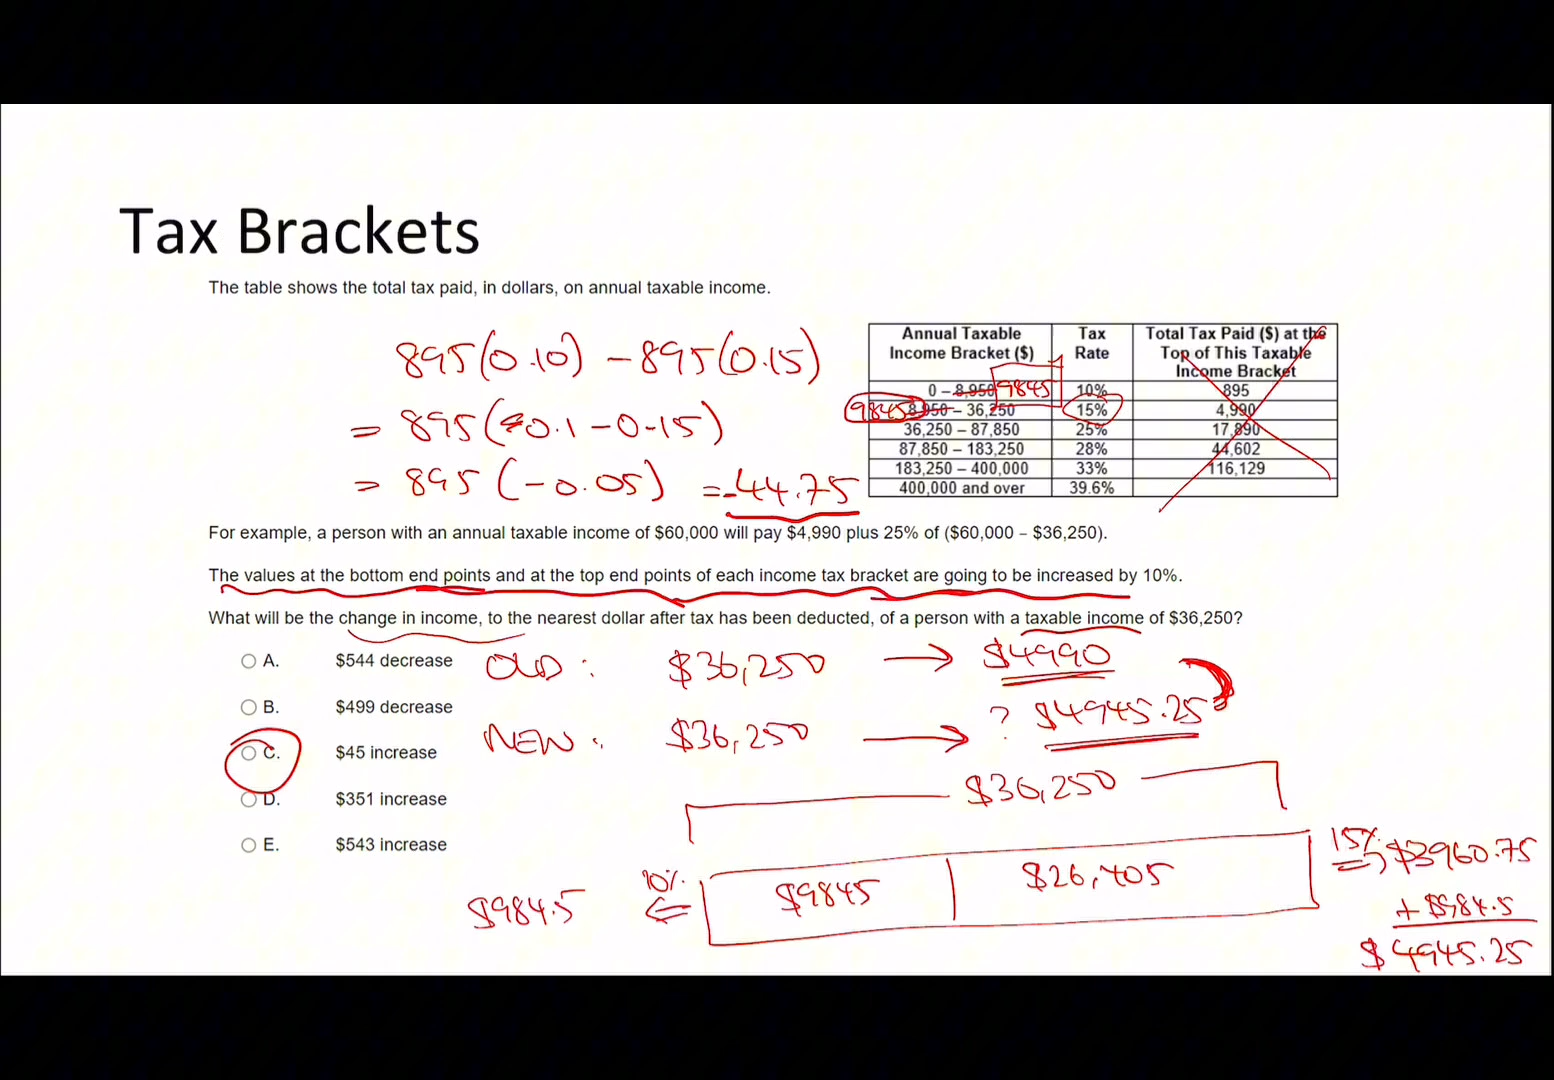 Tax Brackets
The table shows the total tax paid, in dollars, on annual taxable income.
895(0.10) - 895(0.15)
= 895(0.1 - 0.15)
= 895(-0.05) = -44.75
Annual Taxable Income Bracket ($) Tax Rate Total Tax Paid ($) at the Top of This Taxable Income Bracket
0 – 8,950 9845 10% 895
9845 8,950 – 36,250 15% 4,990
36,250 – 87,850 25% 17,890
87,850 – 183,250 28% 44,602
183,250 – 400,000 33% 116,129
400,000 and over 39.6%
For example, a person with an annual taxable income of $60,000 will pay $4,990 plus 25% of ($60,000 – $36,250).
The values at the bottom end points and at the top end points of each income tax bracket are going to be increased by 10%.
What will be the change in income, to the nearest dollar after tax has been deducted, of a person with a taxable income of $36,250?
A. $544 decrease
B. $499 decrease
C. $45 increase
D. $351 increase
E. $543 increase
OLD: $36,250 → $4990
NEW: $36,250 → ? $4945.25
$36,250
$984.5 10% ⇐ $9845 $26,405 15% ⇒ $3960.75
+ $984.5
$4945.25